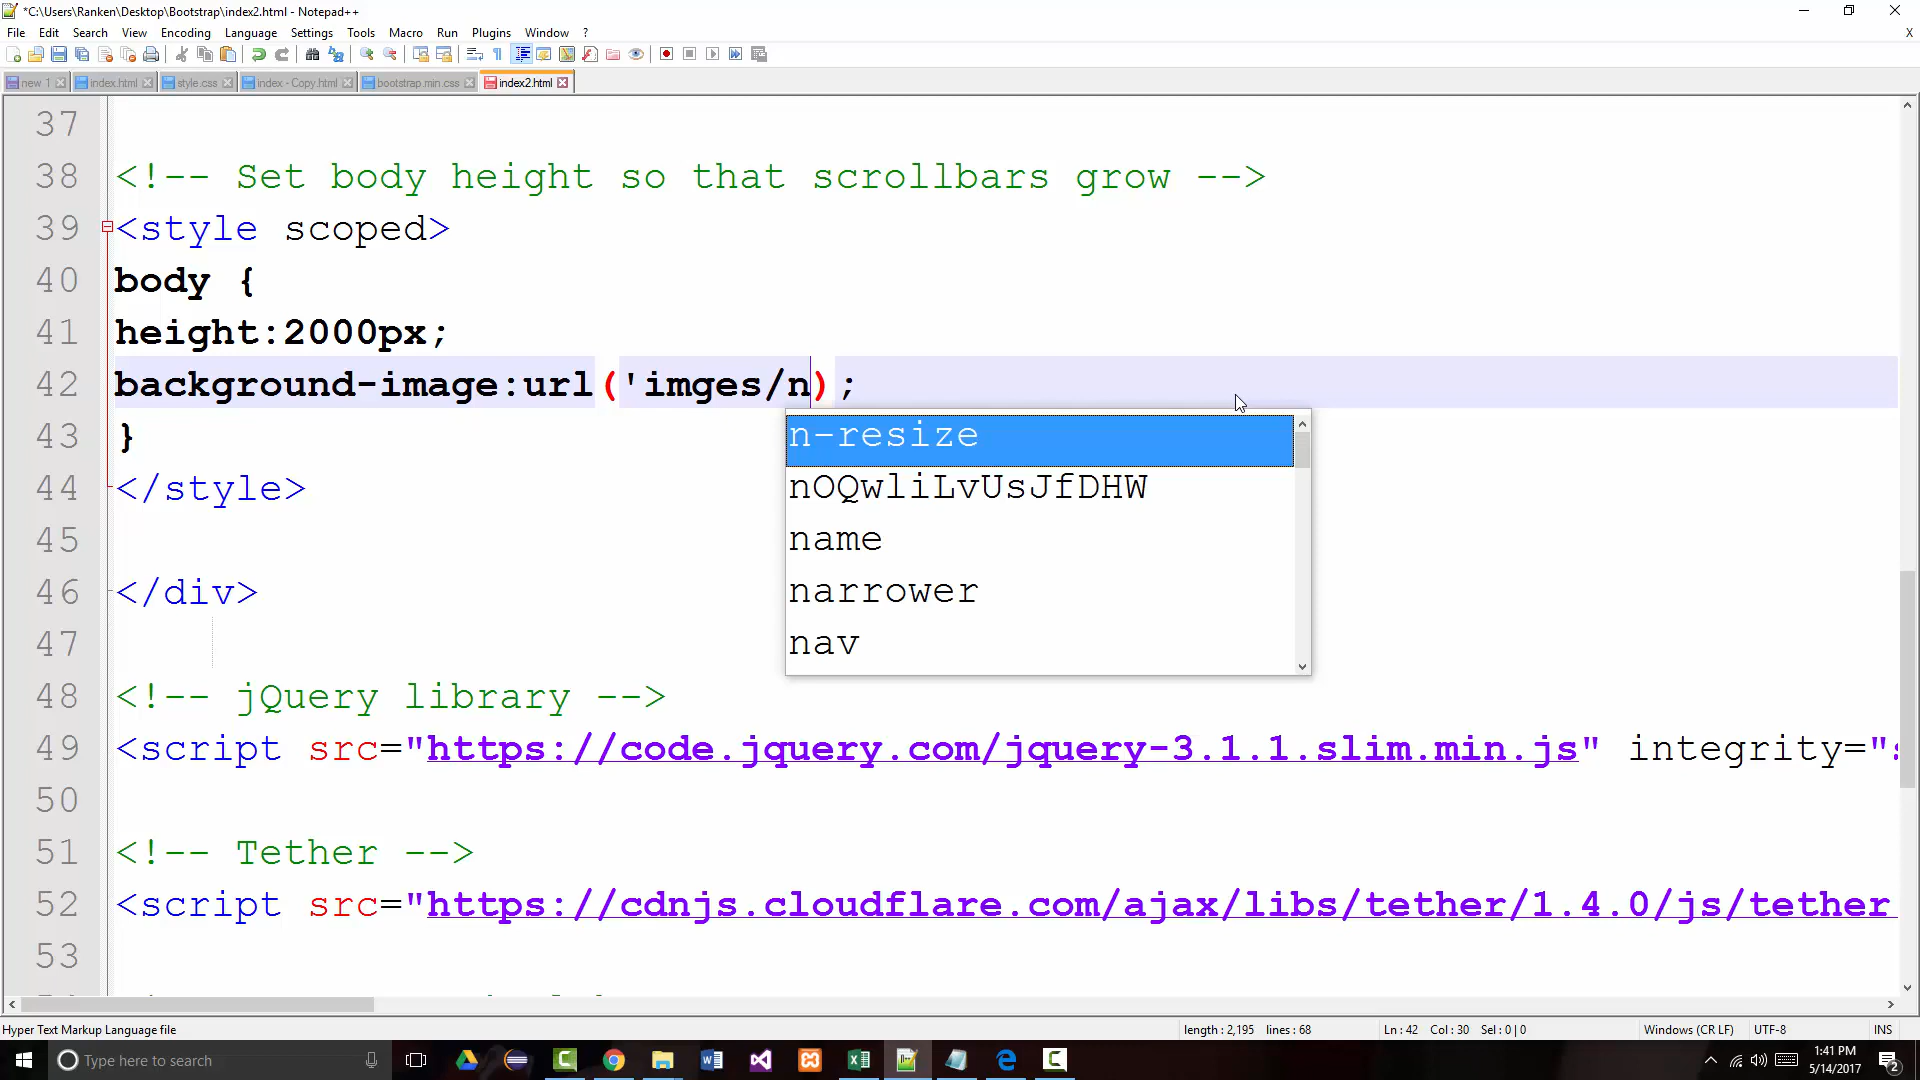 *C:\Users\Ranken\Desktop\Bootstrap\index2.html - Notepad++
File Edit Search View Encoding Language Settings Tools Macro Run Plugins Window ?
X
new 1 index.html style.css index - Copy.html bootstrap.min.css index2.html
37
38 <!-- Set body height so that scrollbars grow -->
39 <style scoped>
40 body {
41 height:2000px;
42 background-image:url('imges/n);
43 }
n-resize
nOQwliLvUsJfDHW
name
narrower
nav
44 </style>
45
46 </div>
47
48 <!-- jQuery library -->
49 <script src="https://code.jquery.com/jquery-3.1.1.slim.min.js" integrity="
50
51 <!-- Tether -->
52 <script src="https://cdnjs.cloudflare.com/ajax/libs/tether/1.4.0/js/tether
53
Hyper Text Markup Language file length : 2,195 lines : 68 Ln : 42 Col : 30 Sel : 0 | 0 Windows (CR LF) UTF-8 INS
Type here to search
1:41 PM
5/14/2017
2